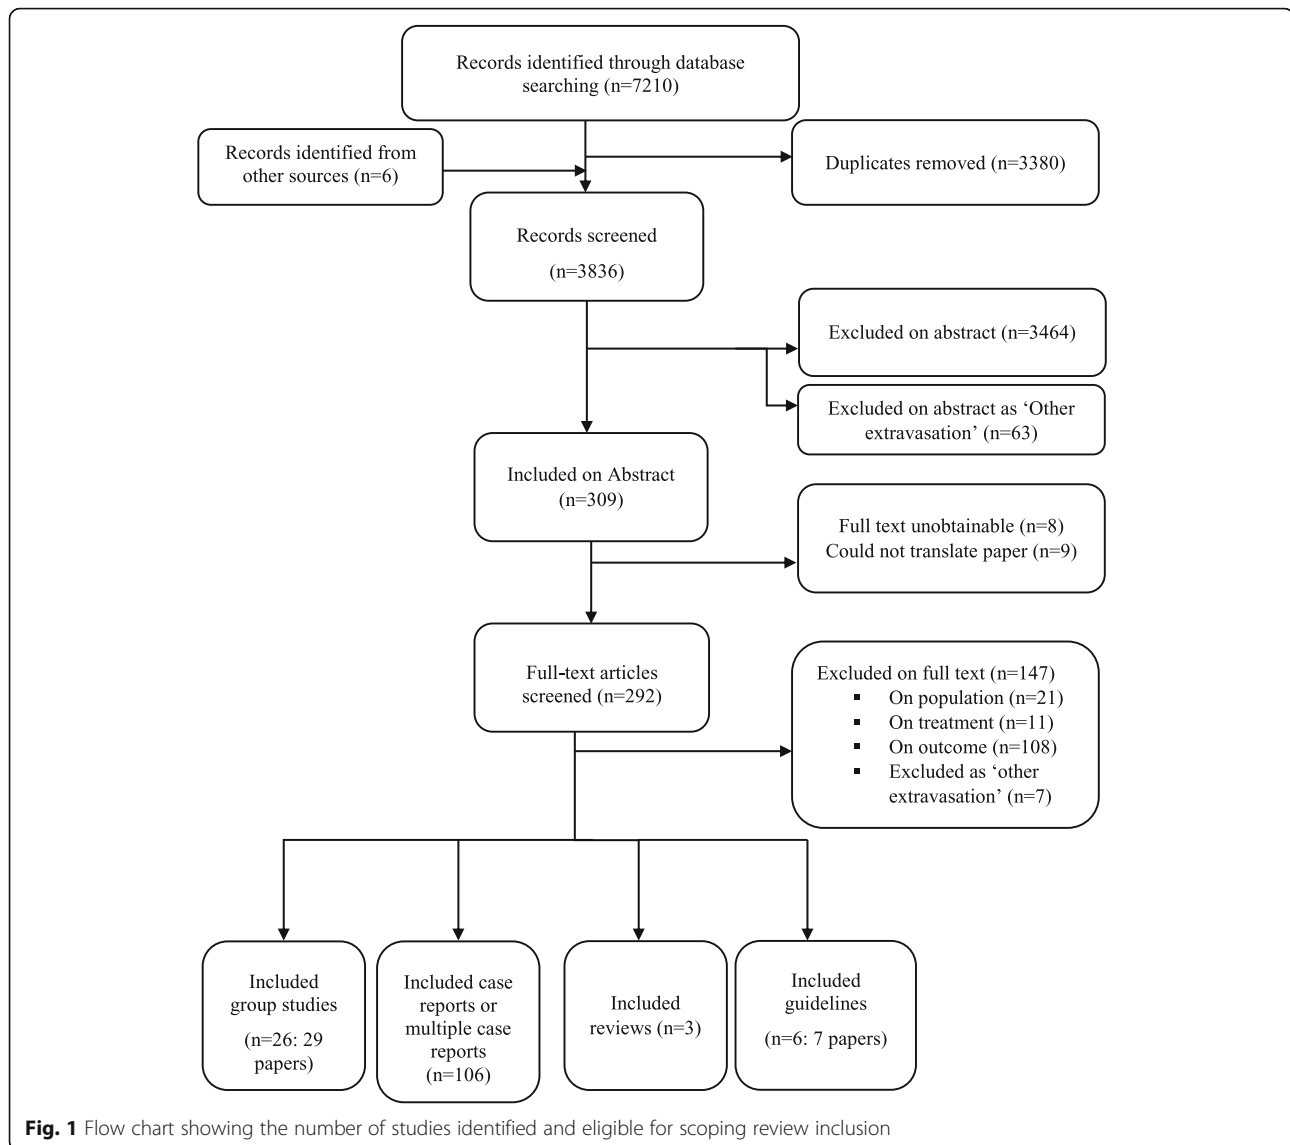 Records identified through database
searching (n=7210)
Records identified from
other sources (n=6)
Duplicates removed (n=3380)
Records screened
(n=3836)
Excluded on abstract (n=3464)
Excluded on abstract as ‘Other
extravasation’ (n=63)
Included on Abstract
(n=309)
Full text unobtainable (n=8)
Could not translate paper (n=9)
Full-text articles
screened (n=292)
Excluded on full text (n=147)
▪ On population (n=21)
▪ On treatment (n=11)
▪ On outcome (n=108)
▪ Excluded as ‘other
extravasation’ (n=7)
Included
group studies
(n=26: 29
papers)
Included case
reports or
multiple case
reports
(n=106)
Included
reviews (n=3)
Included
guidelines
(n=6: 7 papers)
Fig. 1 Flow chart showing the number of studies identified and eligible for scoping review inclusion